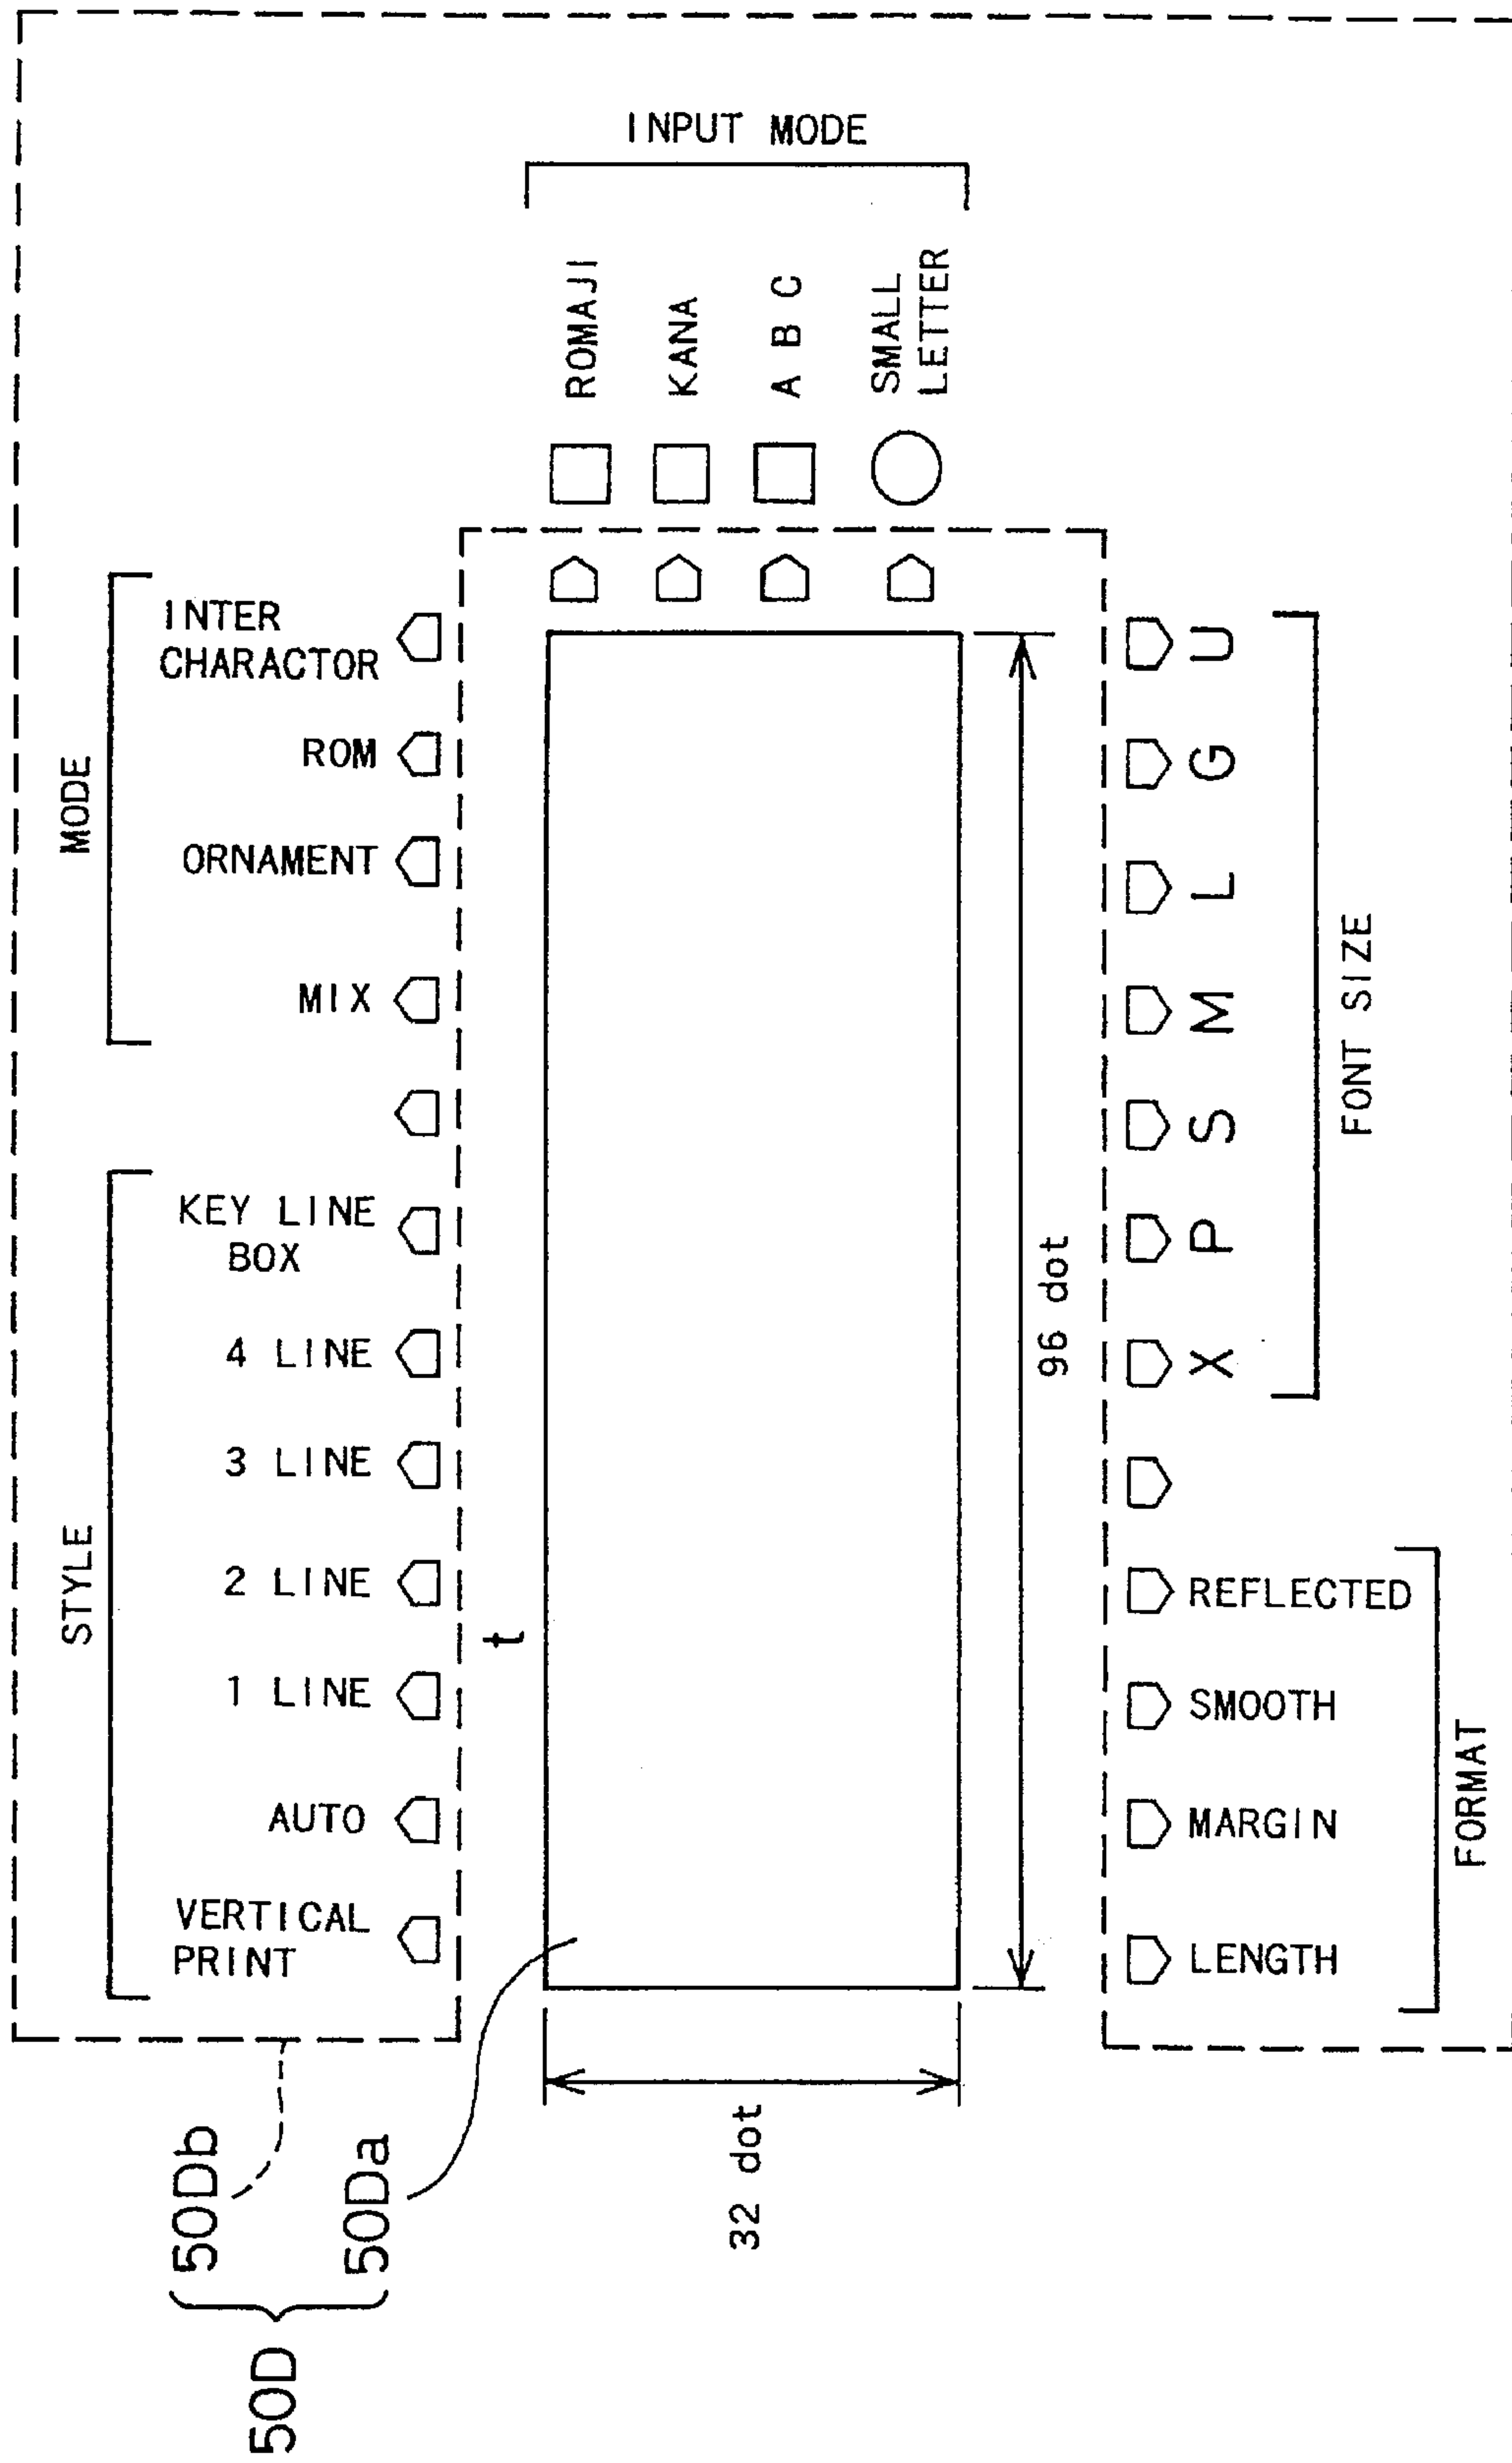 50D
50Db
50Da
STYLE
MODE
VERTICAL
PRINT
AUTO
1 LINE
2 LINE
3 LINE
4 LINE
KEY LINE
BOX
MIX
ORNAMENT
ROM
INTER
CHARACTOR
t
32 dot
96 dot
ROMAJI
KANA
A B C
SMALL
LETTER
INPUT MODE
LENGTH
MARGIN
SMOOTH
REFLECTED
X
P
S
M
L
G
U
FORMAT
FONT SIZE